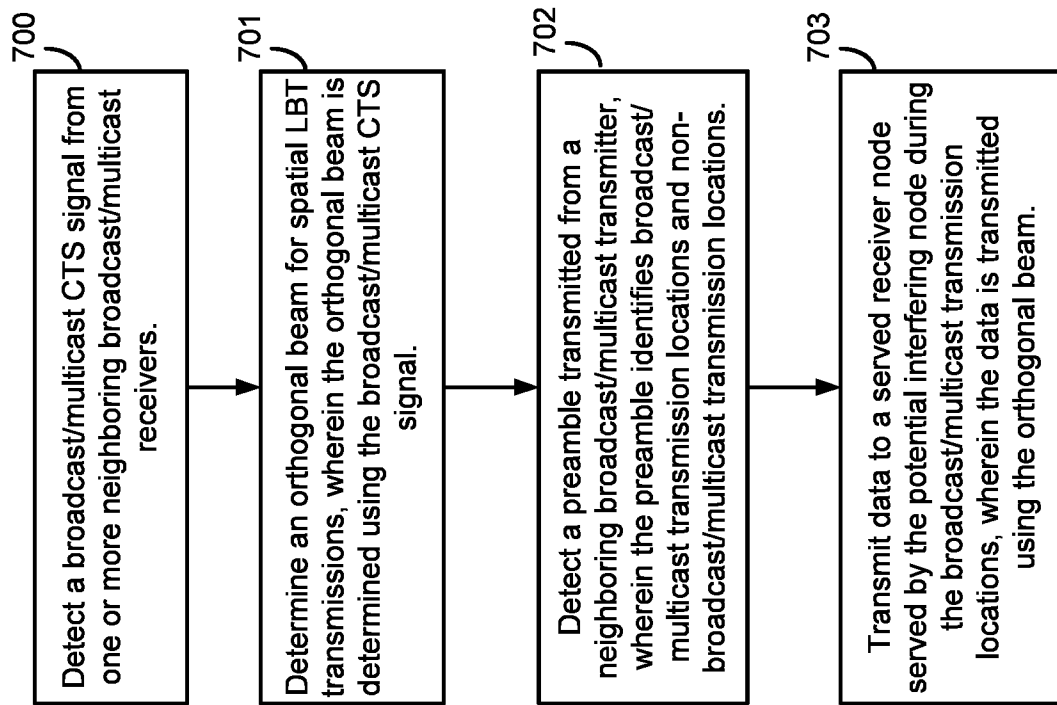 700
Detect a broadcast/multicast CTS signal from
one or more neighboring broadcast/multicast
receivers.
701
Determine an orthogonal beam for spatial LBT
transmissions, wherein the orthogonal beam is
determined using the broadcast/multicast CTS
signal.
702
Detect a preamble transmitted from a
neighboring broadcast/multicast transmitter,
wherein the preamble identifies broadcast/
multicast transmission locations and non-
broadcast/multicast transmission locations.
703
Transmit data to a served receiver node
served by the potential interfering node during
the broadcast/multicast transmission
locations, wherein the data is transmitted
using the orthogonal beam.